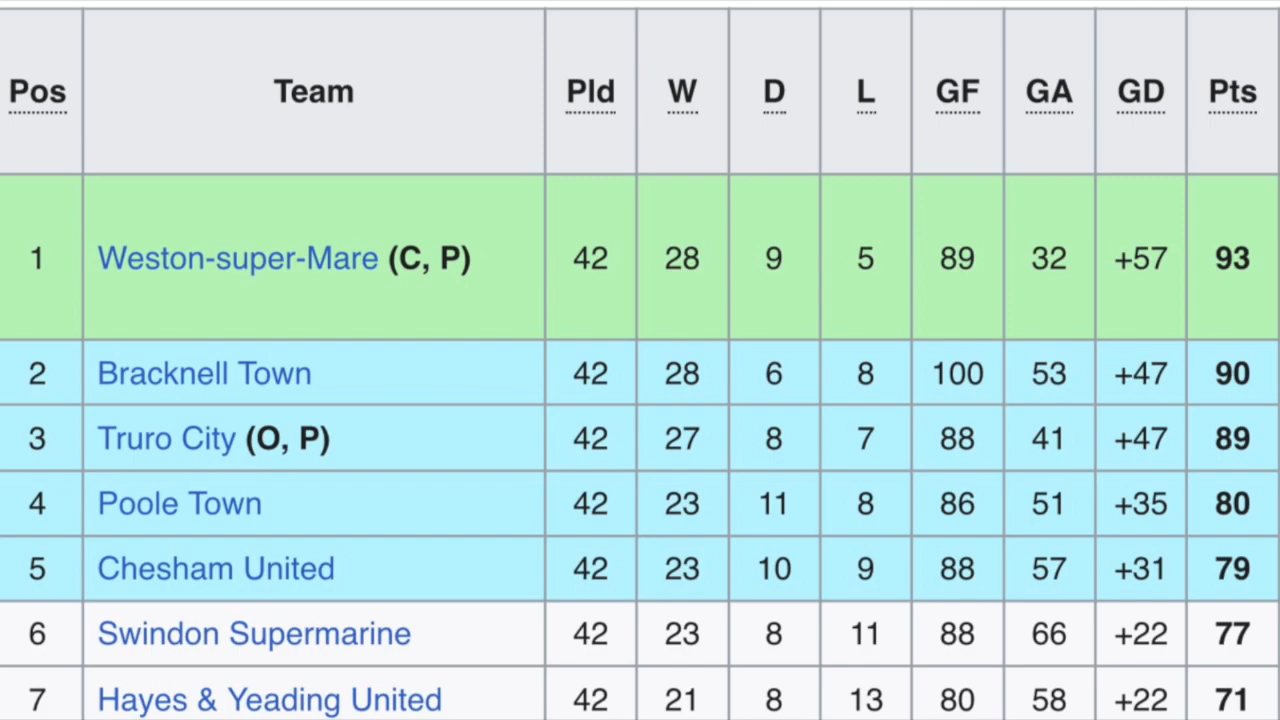 Pos Team Pld W D L GF GA GD Pts
1 Weston-super-Mare (C, P) 42 28 9 5 89 32 +57 93
2 Bracknell Town 42 28 6 8 100 53 +47 90
3 Truro City (O, P) 42 27 8 7 88 41 +47 89
4 Poole Town 42 23 11 8 86 51 +35 80
5 Chesham United 42 23 10 9 88 57 +31 79
6 Swindon Supermarine 42 23 8 11 88 66 +22 77
7 Hayes & Yeading United 42 21 8 13 80 58 +22 71